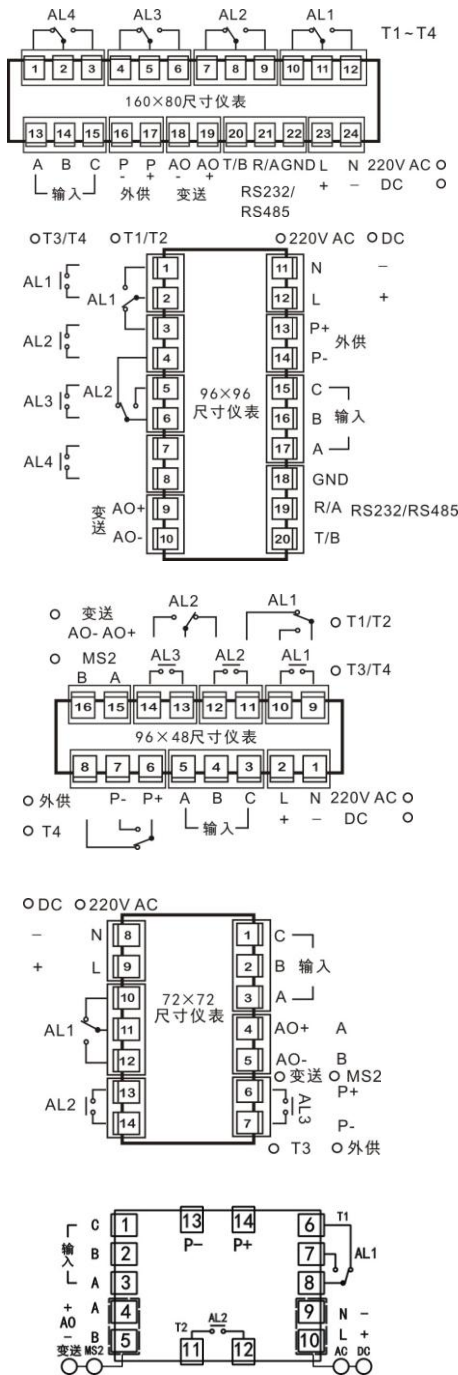 AL4 AL3 AL2 AL1 T1~T4
1 2 3 4 5 6 7 8 9 10 11 12
160×80尺寸仪表
13 14 15 16 17 18 19 20 21 22 23 24
A B C P P AO AO T/B R/A GND L N 220V AC
- + - + + － DC
输入 外供 变送 RS232/
RS485
T3/T4 T1/T2 220V AC DC
1 11 N －
AL1 AL1 2 12 L +
3 13 P+
AL2 外供
4 14 P-
5 15 C
AL3 AL2 96×96
尺寸仪表 输入
6 16 B
7 17 A
AL4 8 18 GND
变送 AO+ 9 19 R/A RS232/RS485
AO- 10 20 T/B
变送 AL2 AL1
AO- AO+ T1/T2
MS2 AL3 AL2 AL1 T3/T4
B A
16 15 14 13 12 11 10 9
96×48尺寸仪表
8 7 6 5 4 3 2 1
外供 P- P+ A B C L N 220V AC
T4 输入 + － DC
DC 220V AC
－ N 8 1 C
+ L 9 2 B 输入
10 72×72 3 A
尺寸仪表
AL1 11 4 AO+ A
12 5 AO- B
变送 MS2
13 6 P+
AL2 AL3
14 7 P-
T3 外供
C 1 13 14 6 T1
P- P+
输入 B 2 7 AL1
A 3 8
+ A 4 9 N －
AO T2 AL2
－ B 5 11 12 10 L +
变送 MS2 AC DC